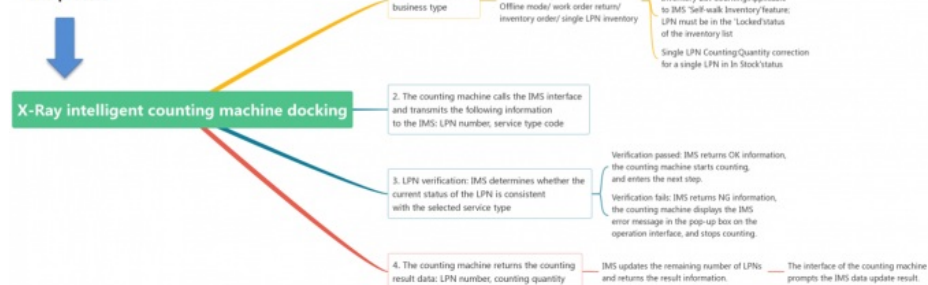 business type
Offline mode/ work order return/
inventory order/ single LPN inventory
to IMS 'Self-walk Inventory'feature;
LPN must be in the 'Locked'status
of the inventory list
Single LPN Counting:Quantity correction
for a single LPN in In Stock'status
X-Ray intelligent counting machine docking
2. The counting machine calls the IMS interface
and transmits the following information
to the IMS: LPN number, service type code
3. LPN verification: IMS determines whether the
current status of the LPN is consistent
with the selected service type
Verification passed: IMS returns OK information,
the counting machine starts counting,
and enters the next step.
Verification fails: IMS returns NG information,
the counting machine displays the IMS
error message in the pop-up box on the
operation interface, and stops counting.
4. The counting machine returns the counting
result data: LPN number, counting quantity
IMS updates the remaining number of LPNs
and returns the result information.
The interface of the counting machine
prompts the IMS data update result.